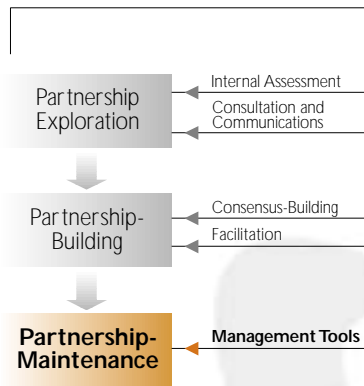 Internal Assessment
Partnership
Exploration
Consultation and
Communications
Consensus-Building
Partnership-
Building
Facilitation
Partnership-
Maintenance
Management Tools